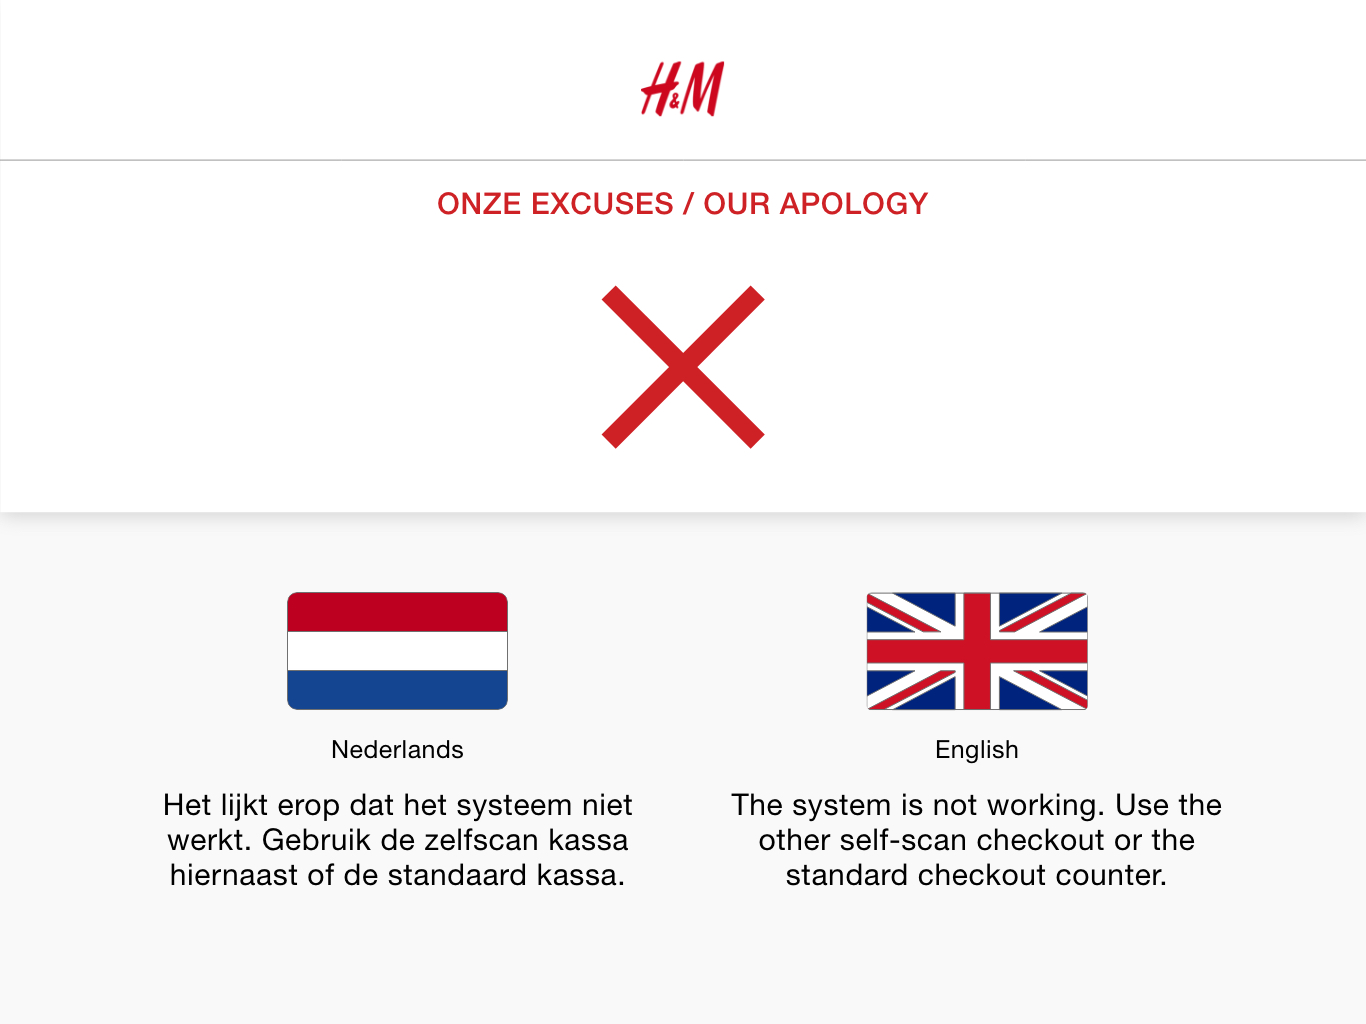 H&M
ONZE EXCUSES / OUR APOLOGY
Nederlands
Het lijkt erop dat het systeem niet
werkt. Gebruik de zelfscan kassa
hiernaast of de standaard kassa.
English
The system is not working. Use the
other self-scan checkout or the
standard checkout counter.